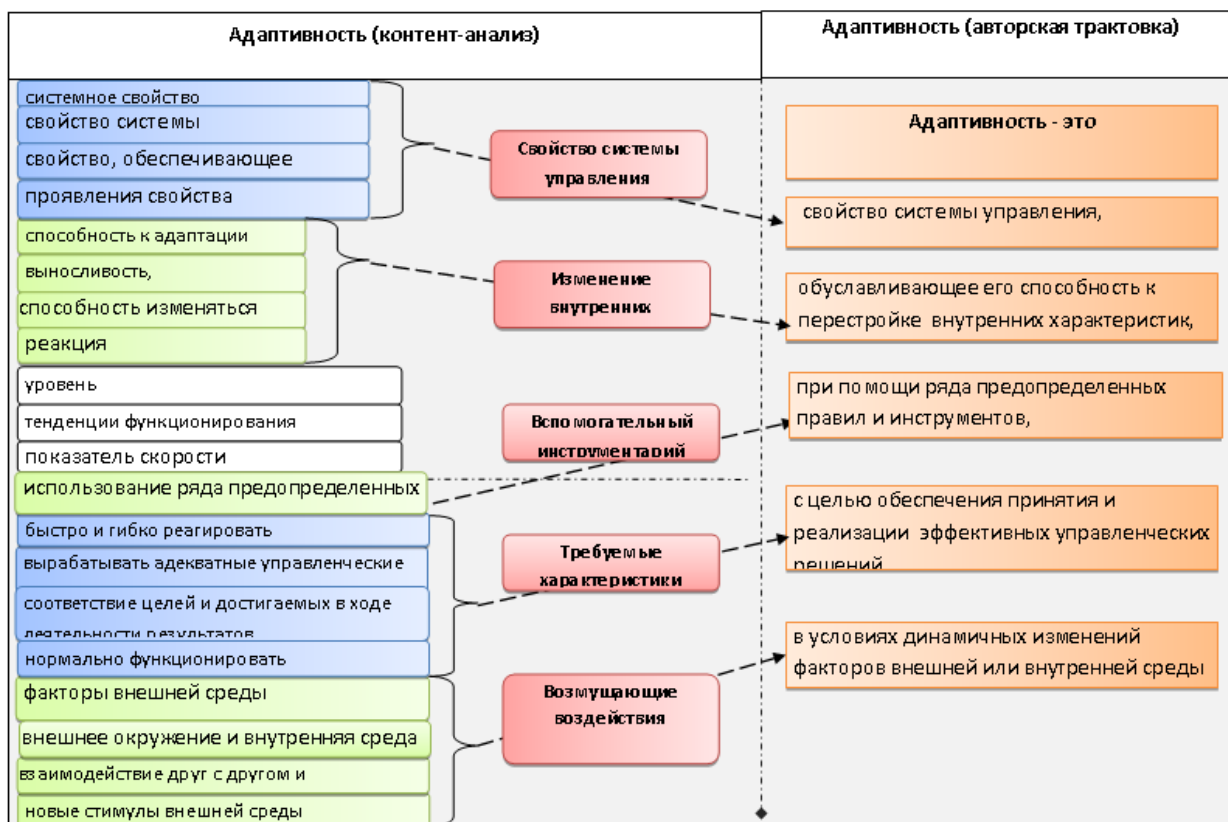 Адаптивность (контент-анализ)
Адаптивность (авторская трактовка)
системное свойство
свойство системы
свойство, обеспечивающее
проявления свойства
способность к адаптации
выносливость,
способность изменяться
реакция
уровень
тенденции функционирования
показатель скорости
использование ряда предопределенных
быстро и гибко реагировать
вырабатывать адекватные управленческие
соответствие целей и достигаемых в ходе
деятельности результатов
нормально функционировать
факторы внешней среды
внешнее окружение и внутренняя среда
взаимодействие друг с другом и
новые стимулы внешней среды
Свойство системы
управления
Изменение
внутренних
Вспомогательный
инструментарий
Требуемые
характеристики
Возмущающие
воздействия
Адаптивность - это
свойство системы управления,
обуславливающее его способность к
перестройке внутренних характеристик,
при помощи ряда предопределенных
правил и инструментов,
с целью обеспечения принятия и
реализации эффективных управленческих
решений
в условиях динамичных изменений
факторов внешней или внутренней среды